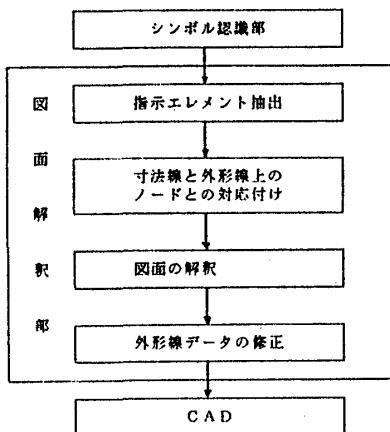 シンボル認識部
図面解釈部
指示エレメント抽出
寸法線と外形線上の
ノードとの対応付け
図面の解釈
外形線データの修正
CAD